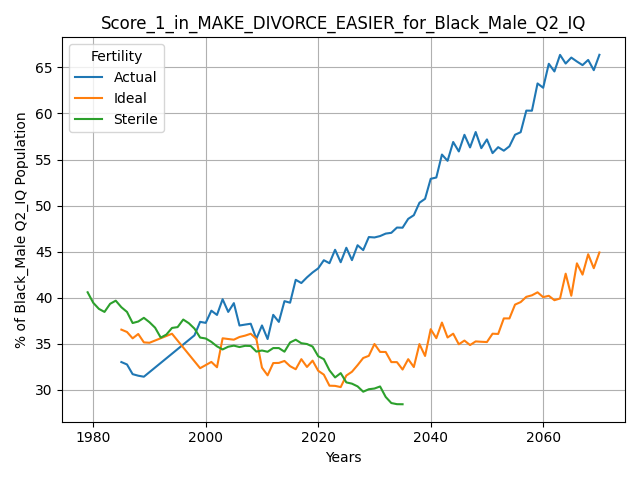 Score_1_in_MAKE_DIVORCE_EASIER_for_Black_Male_Q2_IQ
Fertility
Actual
Ideal
Sterile
% of Black_Male Q2_IQ Population
65
60
55
50
45
40
35
30
1980
2000
2020
2040
2060
Years